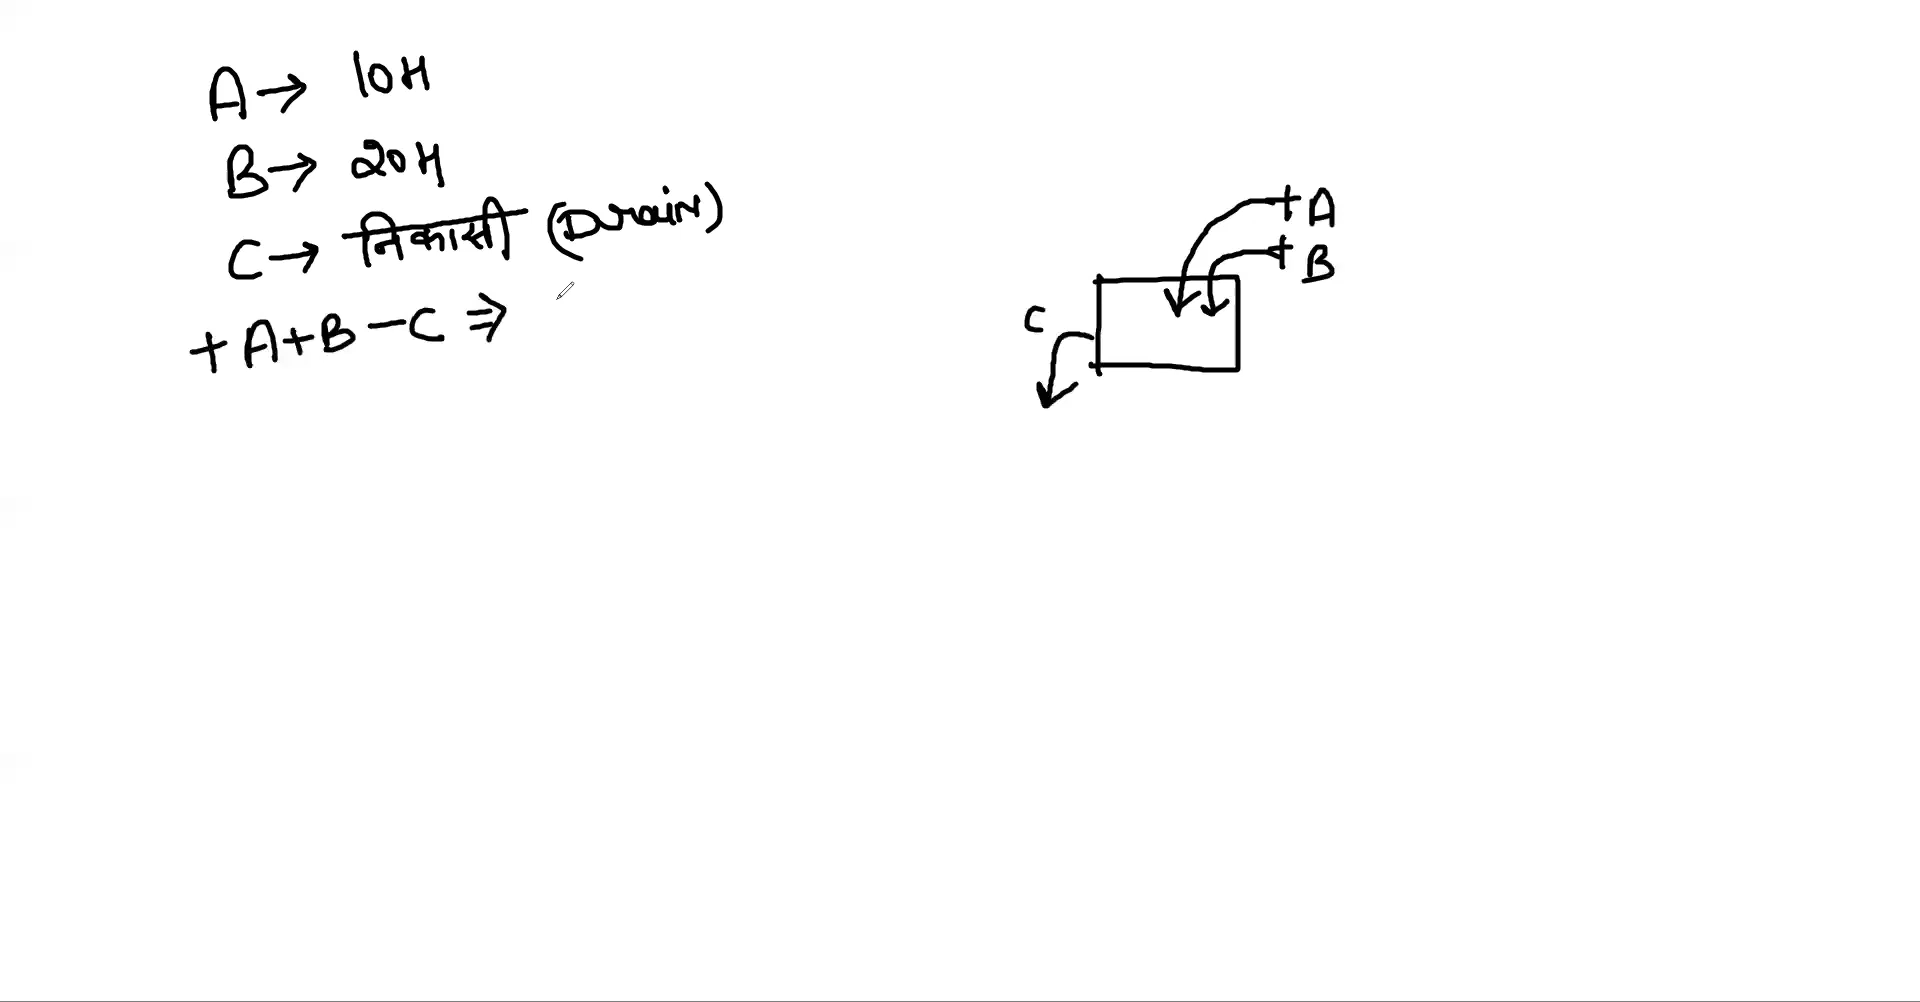 A → 10H
B → 20H
C → निकासी (Drain)
+A+B-C ⇒
+A
+B
C